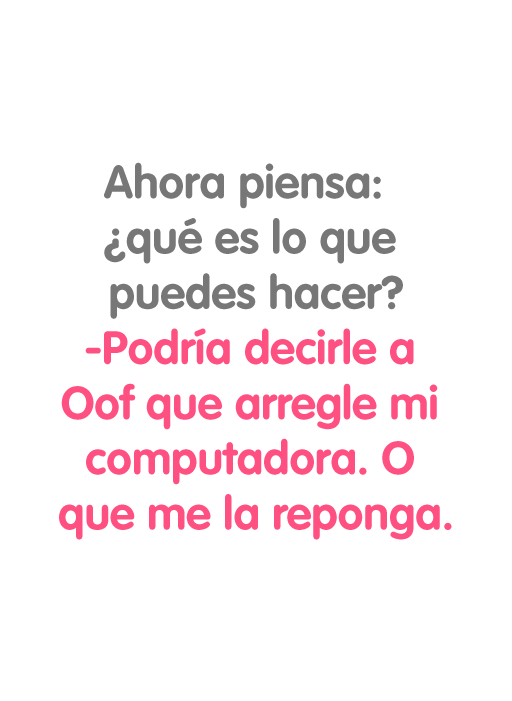 Ahora piensa:
¿qué es lo que
puedes hacer?
-Podría decirle a
Oof que arregle mi
computadora. O
que me la reponga.